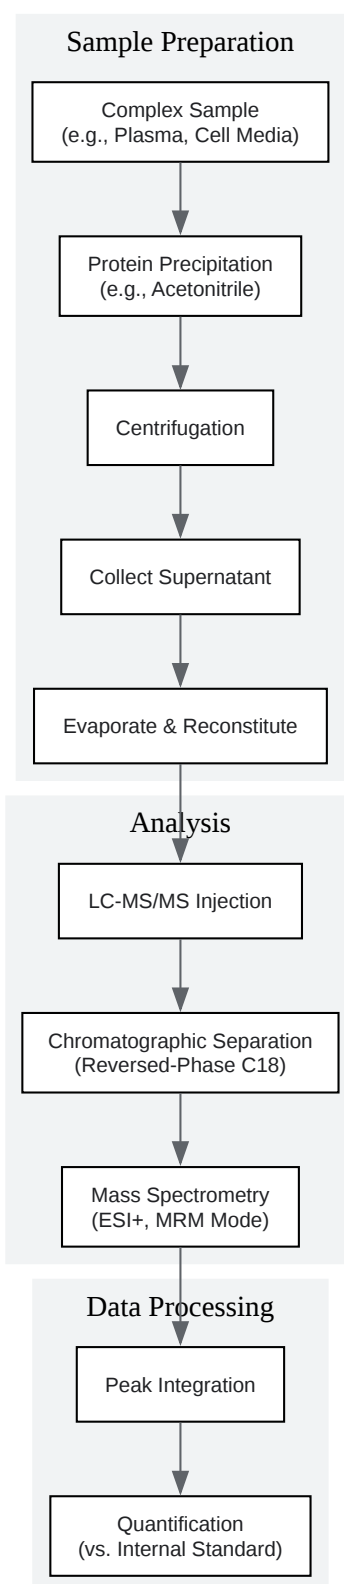 Sample Preparation
Complex Sample
(e.g., Plasma, Cell Media)
Protein Precipitation
(e.g., Acetonitrile)
Centrifugation
Collect Supernatant
Evaporate & Reconstitute
Analysis
LC-MS/MS Injection
Chromatographic Separation
(Reversed-Phase C18)
Mass Spectrometry
(ESI+, MRM Mode)
Data Processing
Peak Integration
Quantification
(vs. Internal Standard)